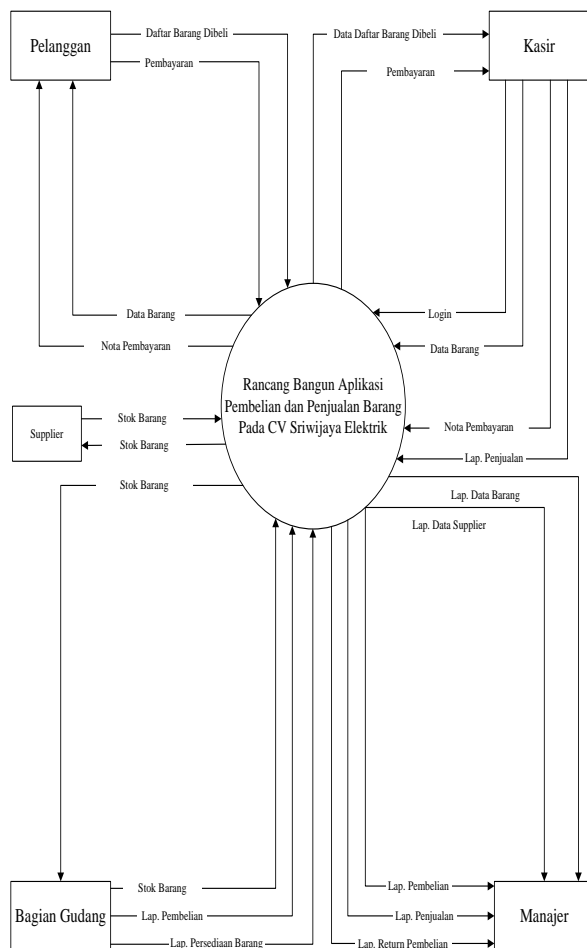 Pelanggan
Daftar Barang Dibeli
Pembayaran
Data Daftar Barang Dibeli
Pembayaran
Kasir
Data Barang
Nota Pembayaran
Login
Data Barang
Rancang Bangun Aplikasi
Pembelian dan Penjualan Barang
Pada CV Sriwijaya Elektrik
Supplier
Stok Barang
Stok Barang
Nota Pembayaran
Lap. Penjualan
Stok Barang
Lap. Data Barang
Lap. Data Supplier
Bagian Gudang
Stok Barang
Lap. Pembelian
Lap. Persediaan Barang
Lap. Pembelian
Lap. Penjualan
Lap. Return Pembelian
Manajer